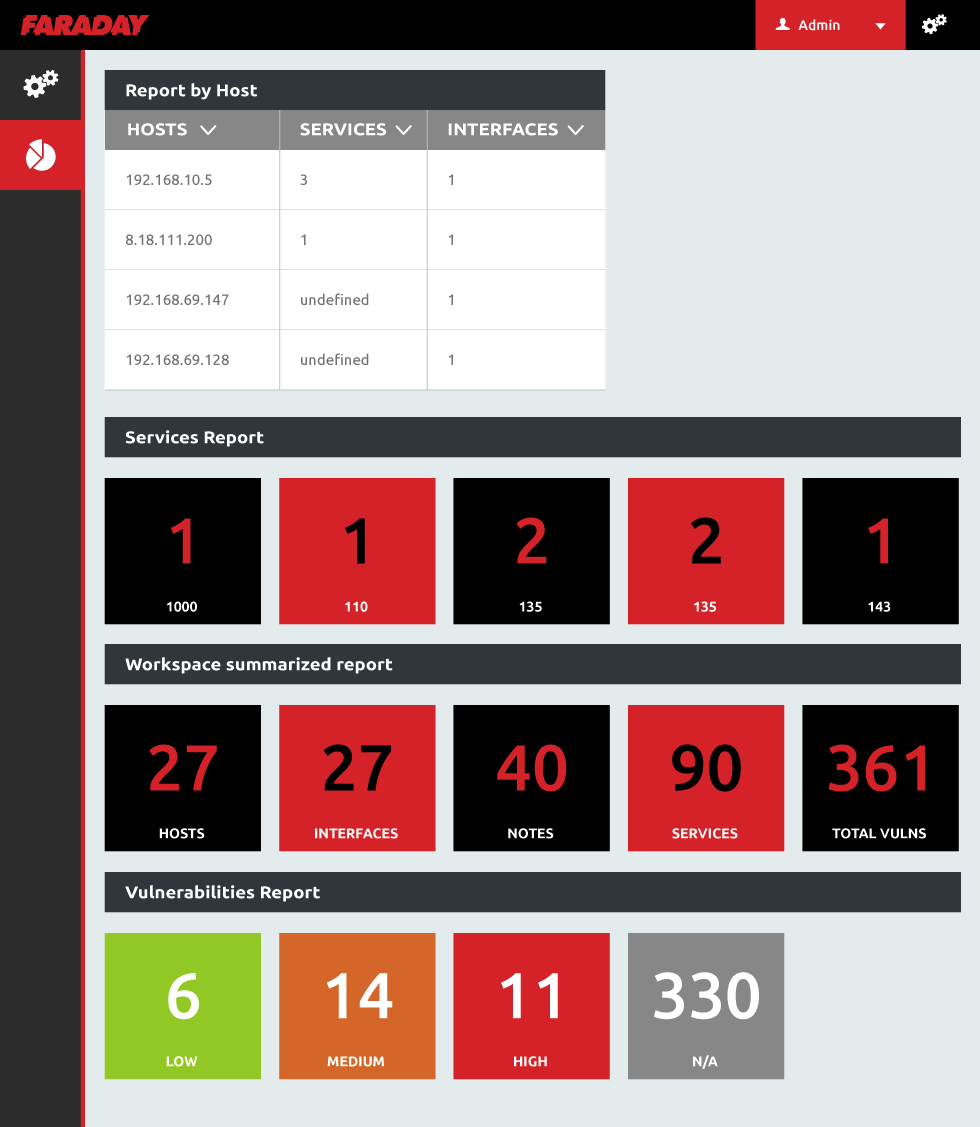 FARADAY
Admin
Report by Host
HOSTS SERVICES INTERFACES
192.168.10.5 3 1
8.18.111.200 1 1
192.168.69.147 undefined 1
192.168.69.128 undefined 1
Services Report
1 1 2 2 1
1000 110 135 135 143
Workspace summarized report
27 27 40 90 361
HOSTS INTERFACES NOTES SERVICES TOTAL VULNS
Vulnerabilities Report
6 14 11 330
LOW MEDIUM HIGH N/A